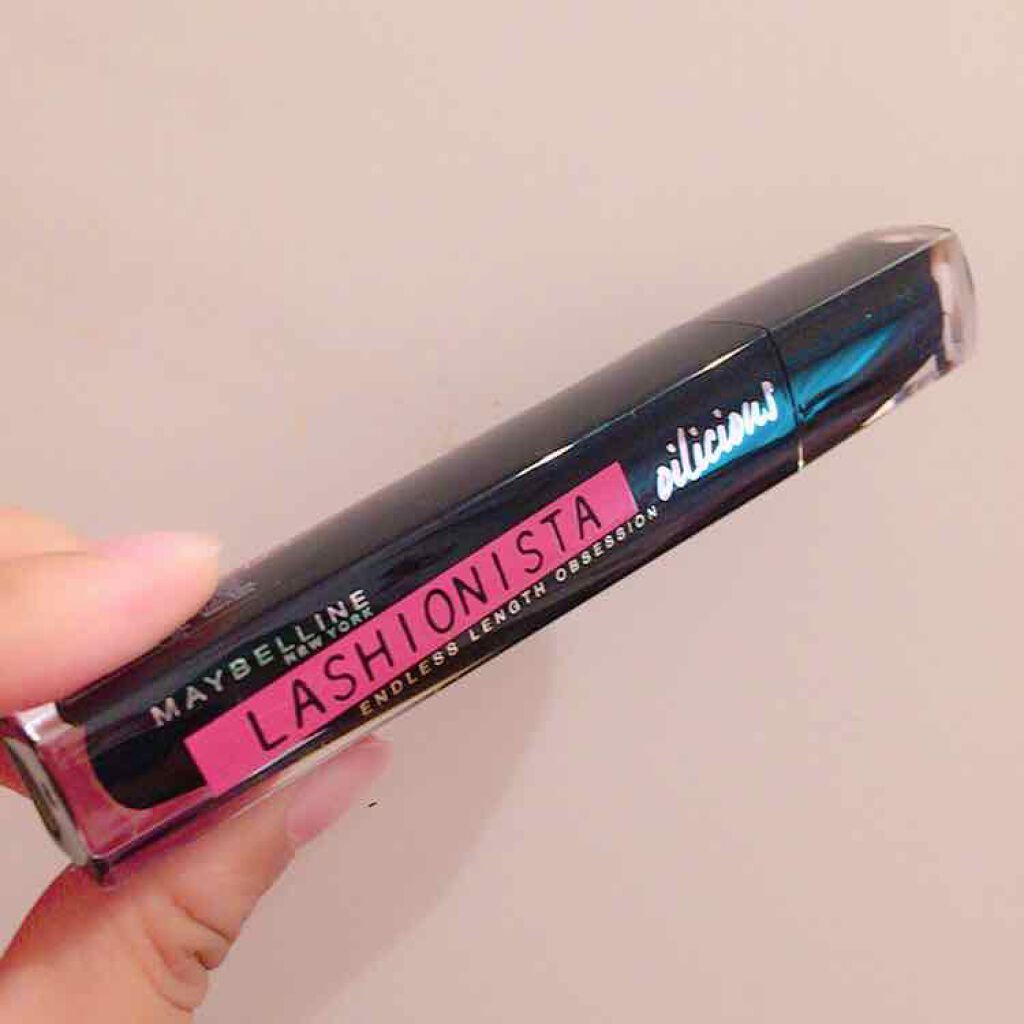 MAYBELLINE
NEW YORK
LASHIONISTA
ENDLESS LENGTH OBSESSION
oilicious